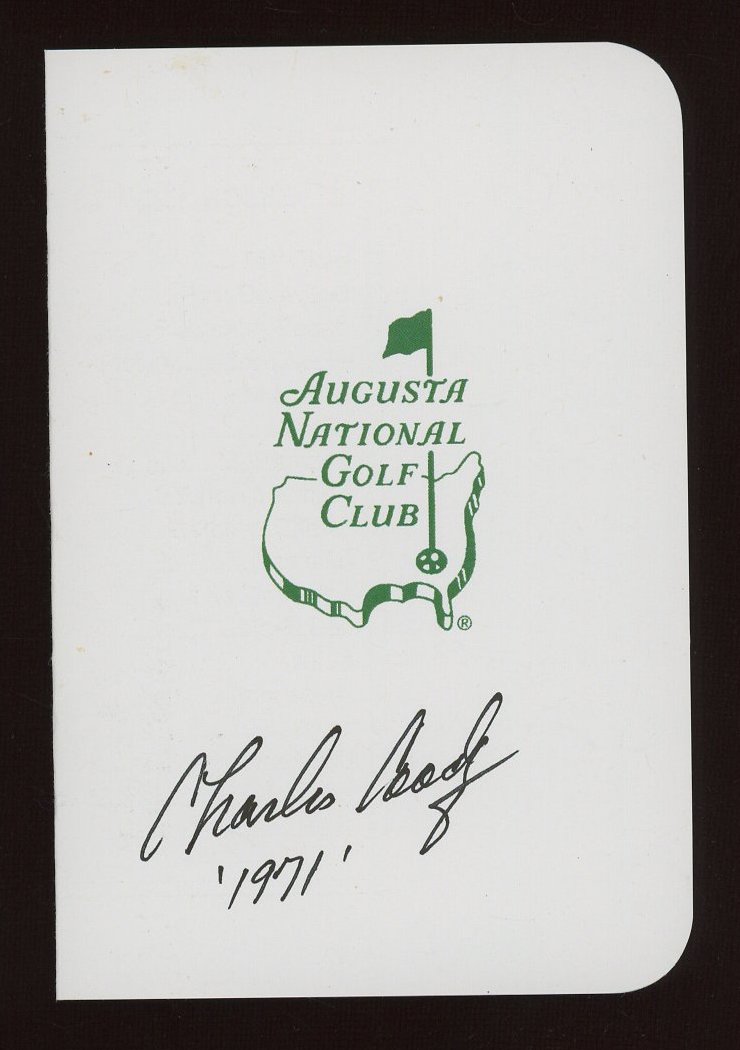 AUGUSTA
NATIONAL
GOLF
CLUB
®
Charles Coody
'1971'